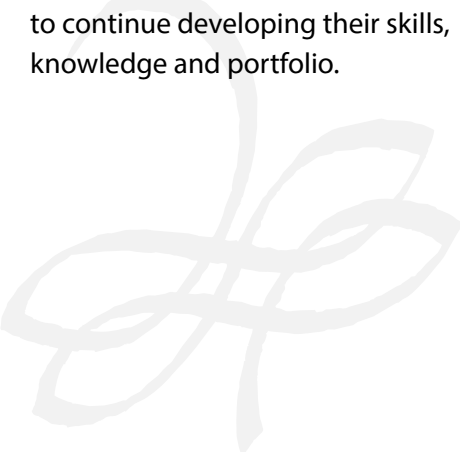 to continue developing their skills,
knowledge and portfolio.